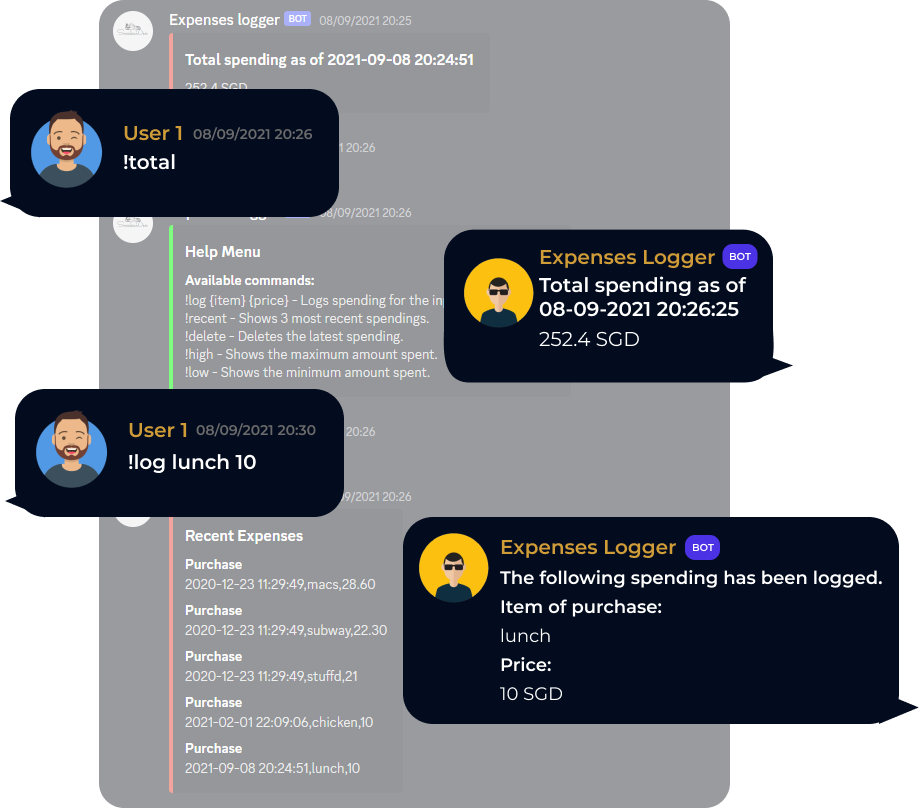 Expenses logger BOT 08/09/2021 20:25
Total spending as of 2021-09-08 20:24:51
252.4 SGD
User 1 08/09/2021 20:26
!total
20:26
08/09/2021 20:26
Help Menu
Available commands:
!log {item} {price} - Logs spending for the
!recent - Shows 3 most recent spendings.
!delete - Deletes the latest spending.
!high - Shows the maximum amount spent.
!low - Shows the minimum amount spent.
Expenses Logger BOT
Total spending as of
08-09-2021 20:26:25
252.4 SGD
User 1 08/09/2021 20:30
!log lunch 10
20:26
/2021 20:26
Recent Expenses
Purchase
2020-12-23 11:29:49,macs,28.60
Purchase
2020-12-23 11:29:49,subway,22.30
Purchase
2020-12-23 11:29:49,stuffd,21
Purchase
2021-02-01 22:09:06,chicken,10
Purchase
2021-09-08 20:24:51,lunch,10
Expenses Logger BOT
The following spending has been logged.
Item of purchase:
lunch
Price:
10 SGD